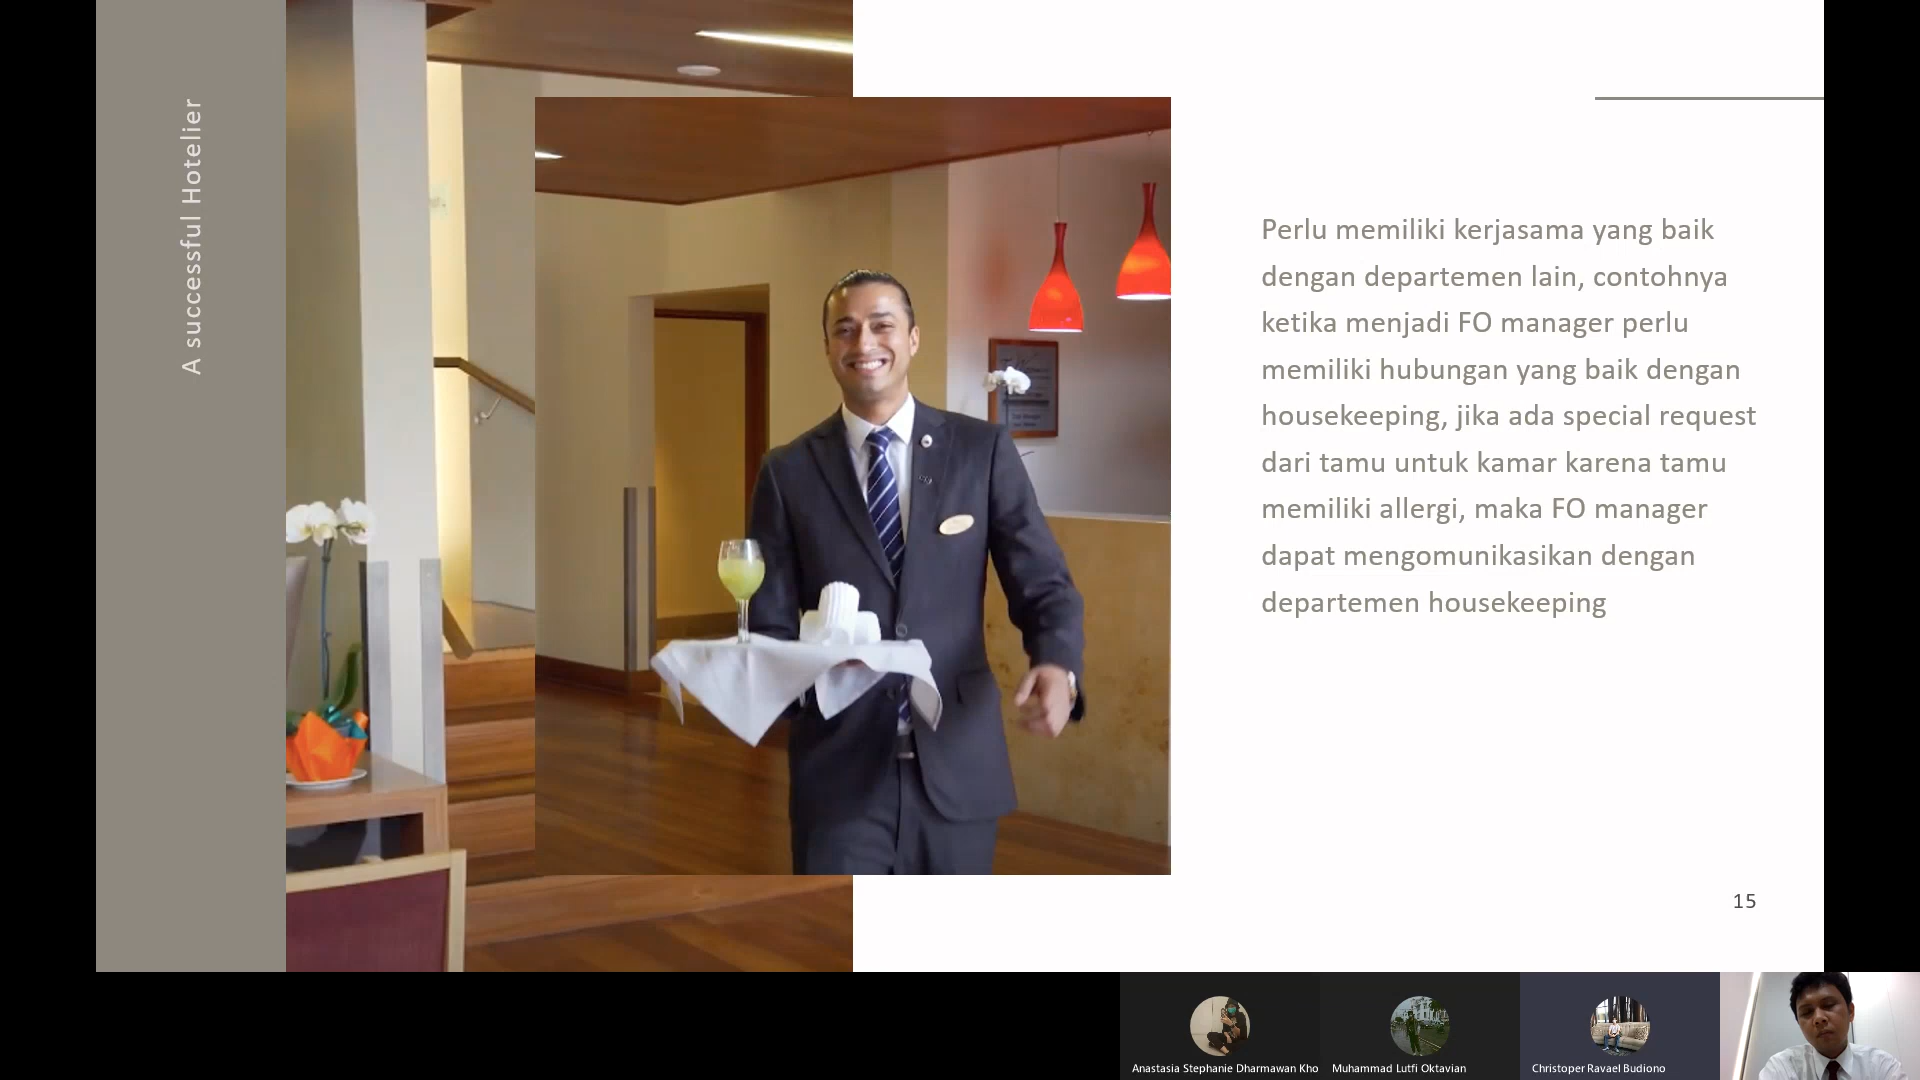 A successful Hotelier
Perlu memiliki kerjasama yang baik
dengan departemen lain, contohnya
ketika menjadi FO manager perlu
memiliki hubungan yang baik dengan
housekeeping, jika ada special request
dari tamu untuk kamar karena tamu
memiliki allergi, maka FO manager
dapat mengomunikasikan dengan
departemen housekeeping
15
Anastasia Stephanie Dharmawan Kho
Muhammad Lutfi Oktavian
Christoper Ravael Budiono